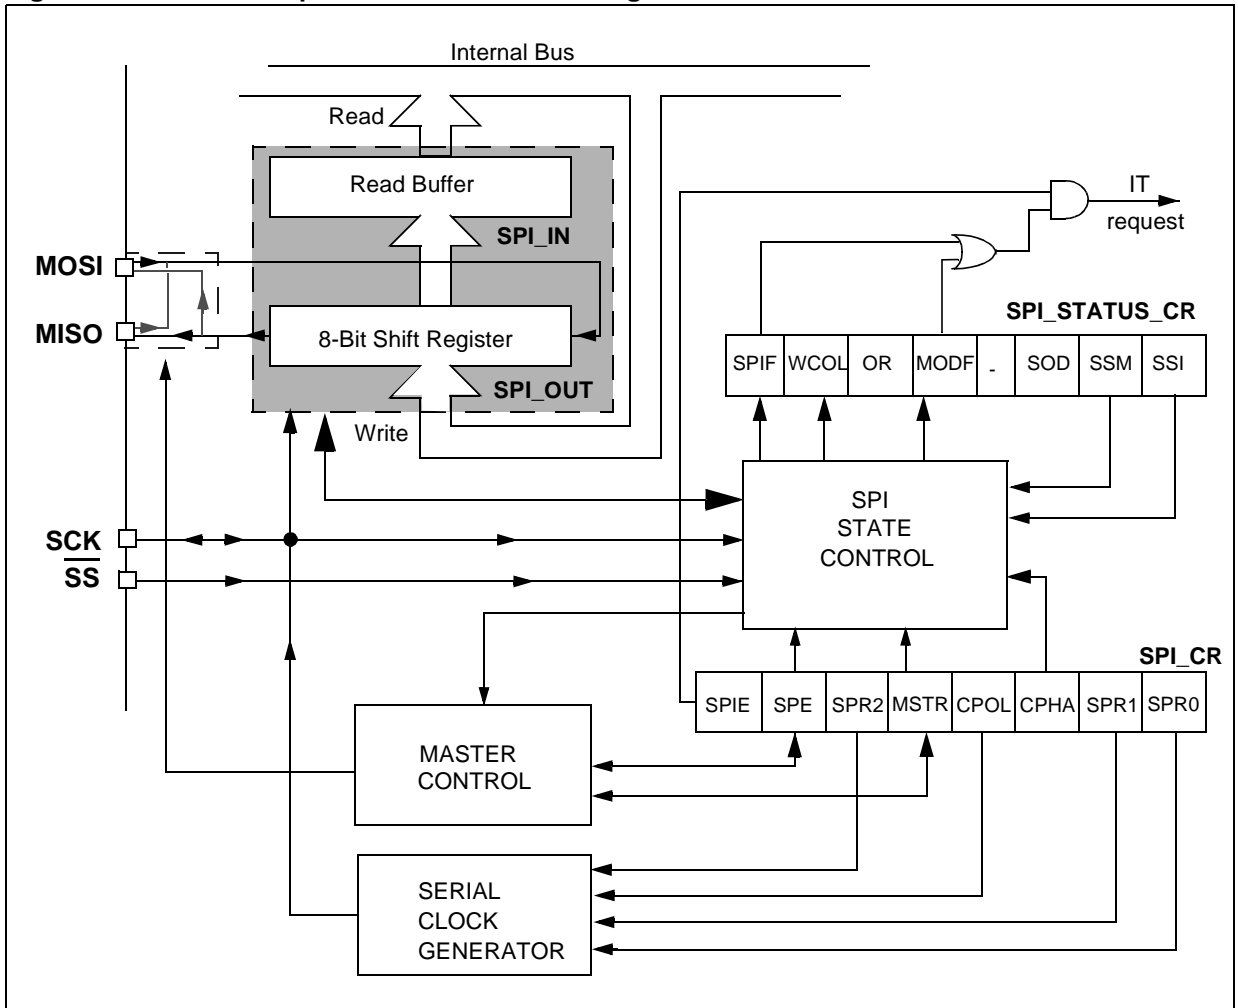 Internal Bus
Read
Read Buffer
SPI_IN
IT
request
MOSI
MISO
8-Bit Shift Register
SPI_OUT
Write
SPI_STATUS_CR
SPIF WCOL OR MODF - SOD SSM SSI
SPI
STATE
CONTROL
SCK
SS
SPI_CR
SPIE SPE SPR2 MSTR CPOL CPHA SPR1 SPR0
MASTER
CONTROL
SERIAL
CLOCK
GENERATOR